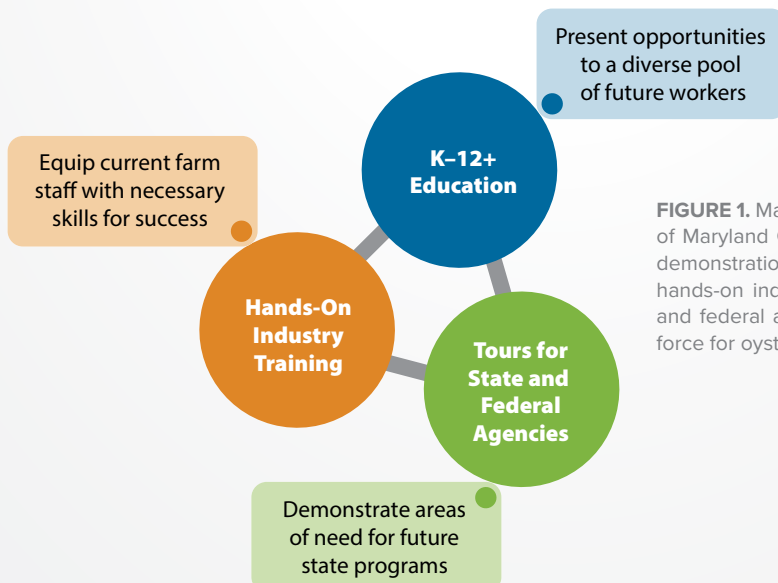 Present opportunities
to a diverse pool
of future workers
K–12+
Education
Equip current farm
staff with necessary
skills for success
Hands-On
Industry
Training
Tours for
State and
Federal
Agencies
Demonstrate areas
of need for future
state programs
FIGURE 1.
of Maryland
demonstratio
hands-on ind
and federal a
force for oyst